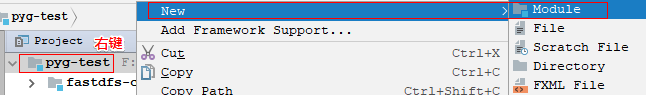 pyg-test
Project
右键
pyg-test F:
fastdfs-c
New
Add Framework Support...
Cut Ctrl+X
Copy Ctrl+C
Copy Path Ctrl+Shift+C
Module
File
Scratch File
Directory
FXML File